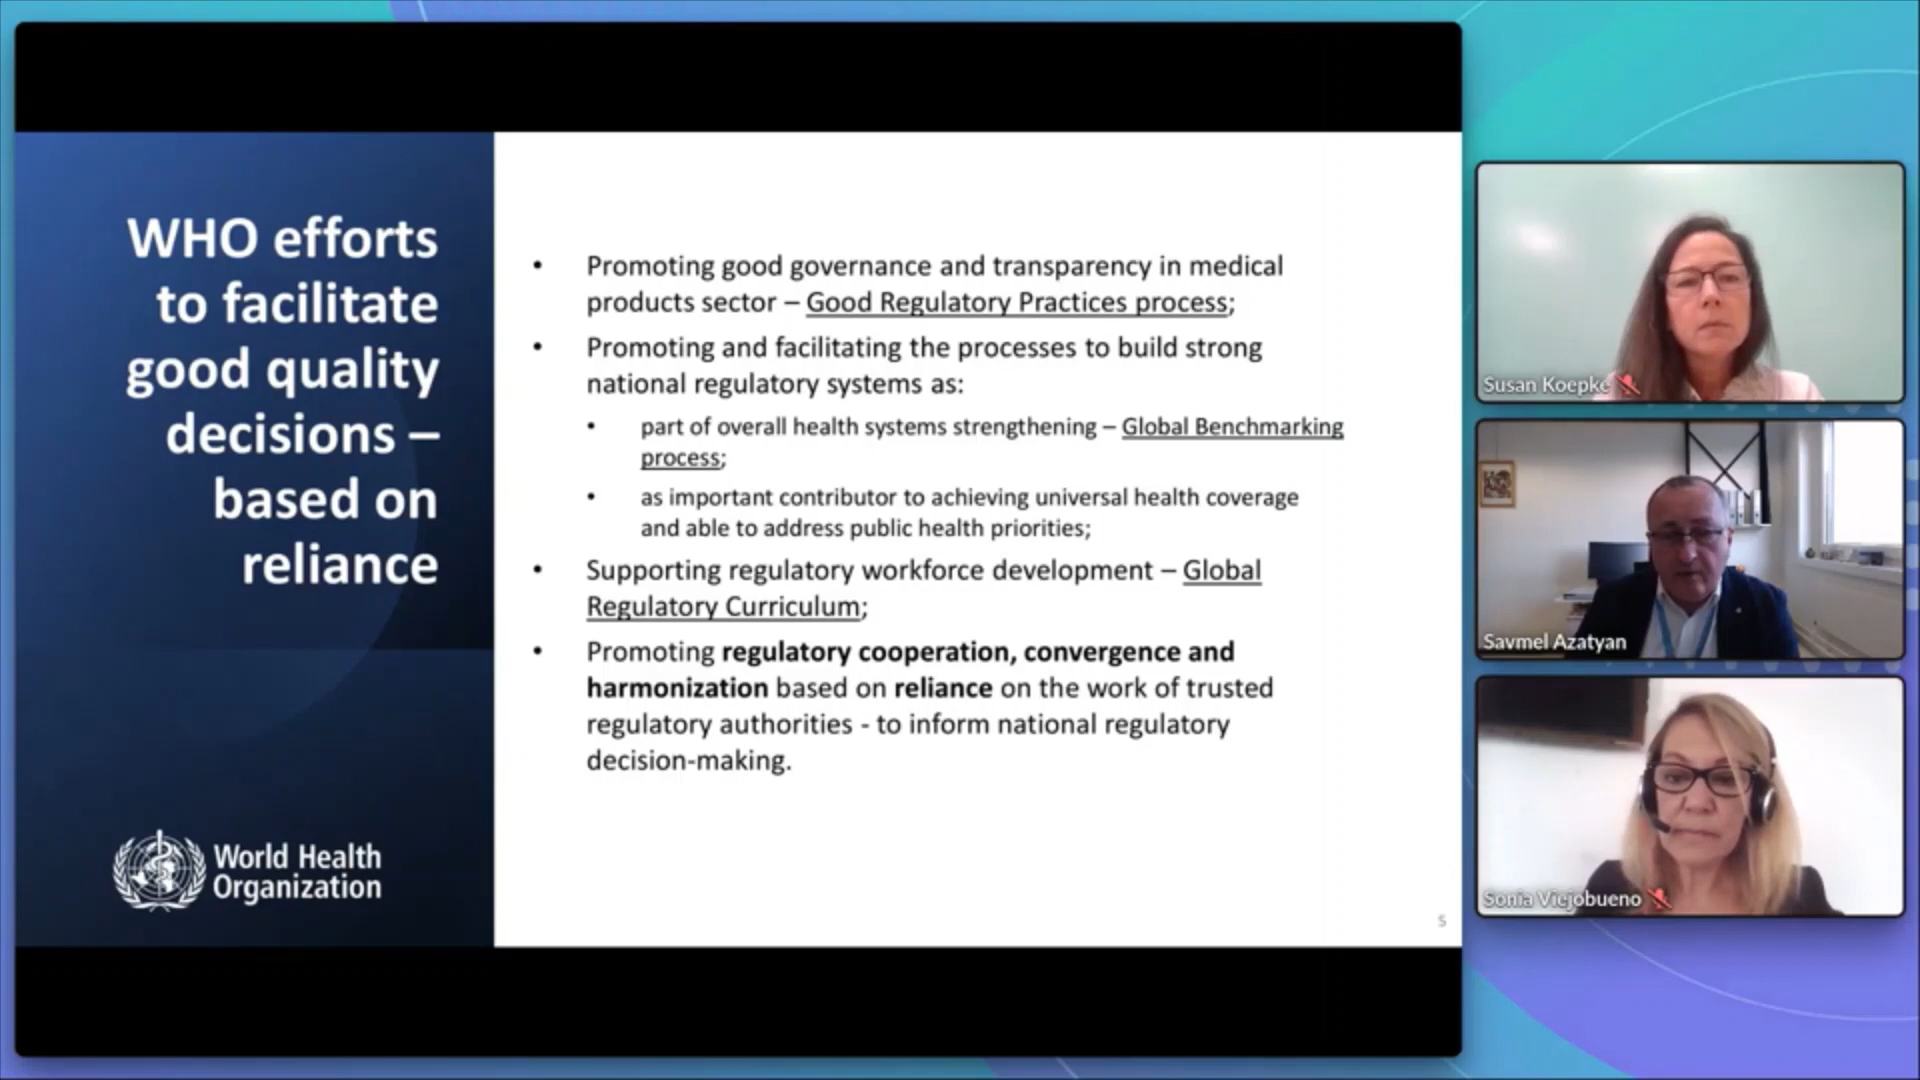 WHO efforts
to facilitate
good quality
decisions –
based on
reliance
World Health
Organization
• Promoting good governance and transparency in medical
products sector – Good Regulatory Practices process;
• Promoting and facilitating the processes to build strong
national regulatory systems as:
• part of overall health systems strengthening – Global Benchmarking
process;
• as important contributor to achieving universal health coverage
and able to address public health priorities;
• Supporting regulatory workforce development – Global
Regulatory Curriculum;
• Promoting regulatory cooperation, convergence and
harmonization based on reliance on the work of trusted
regulatory authorities - to inform national regulatory
decision-making.
5
Susan Koepke
Savmel Azatyan
Sonia Viejobueno